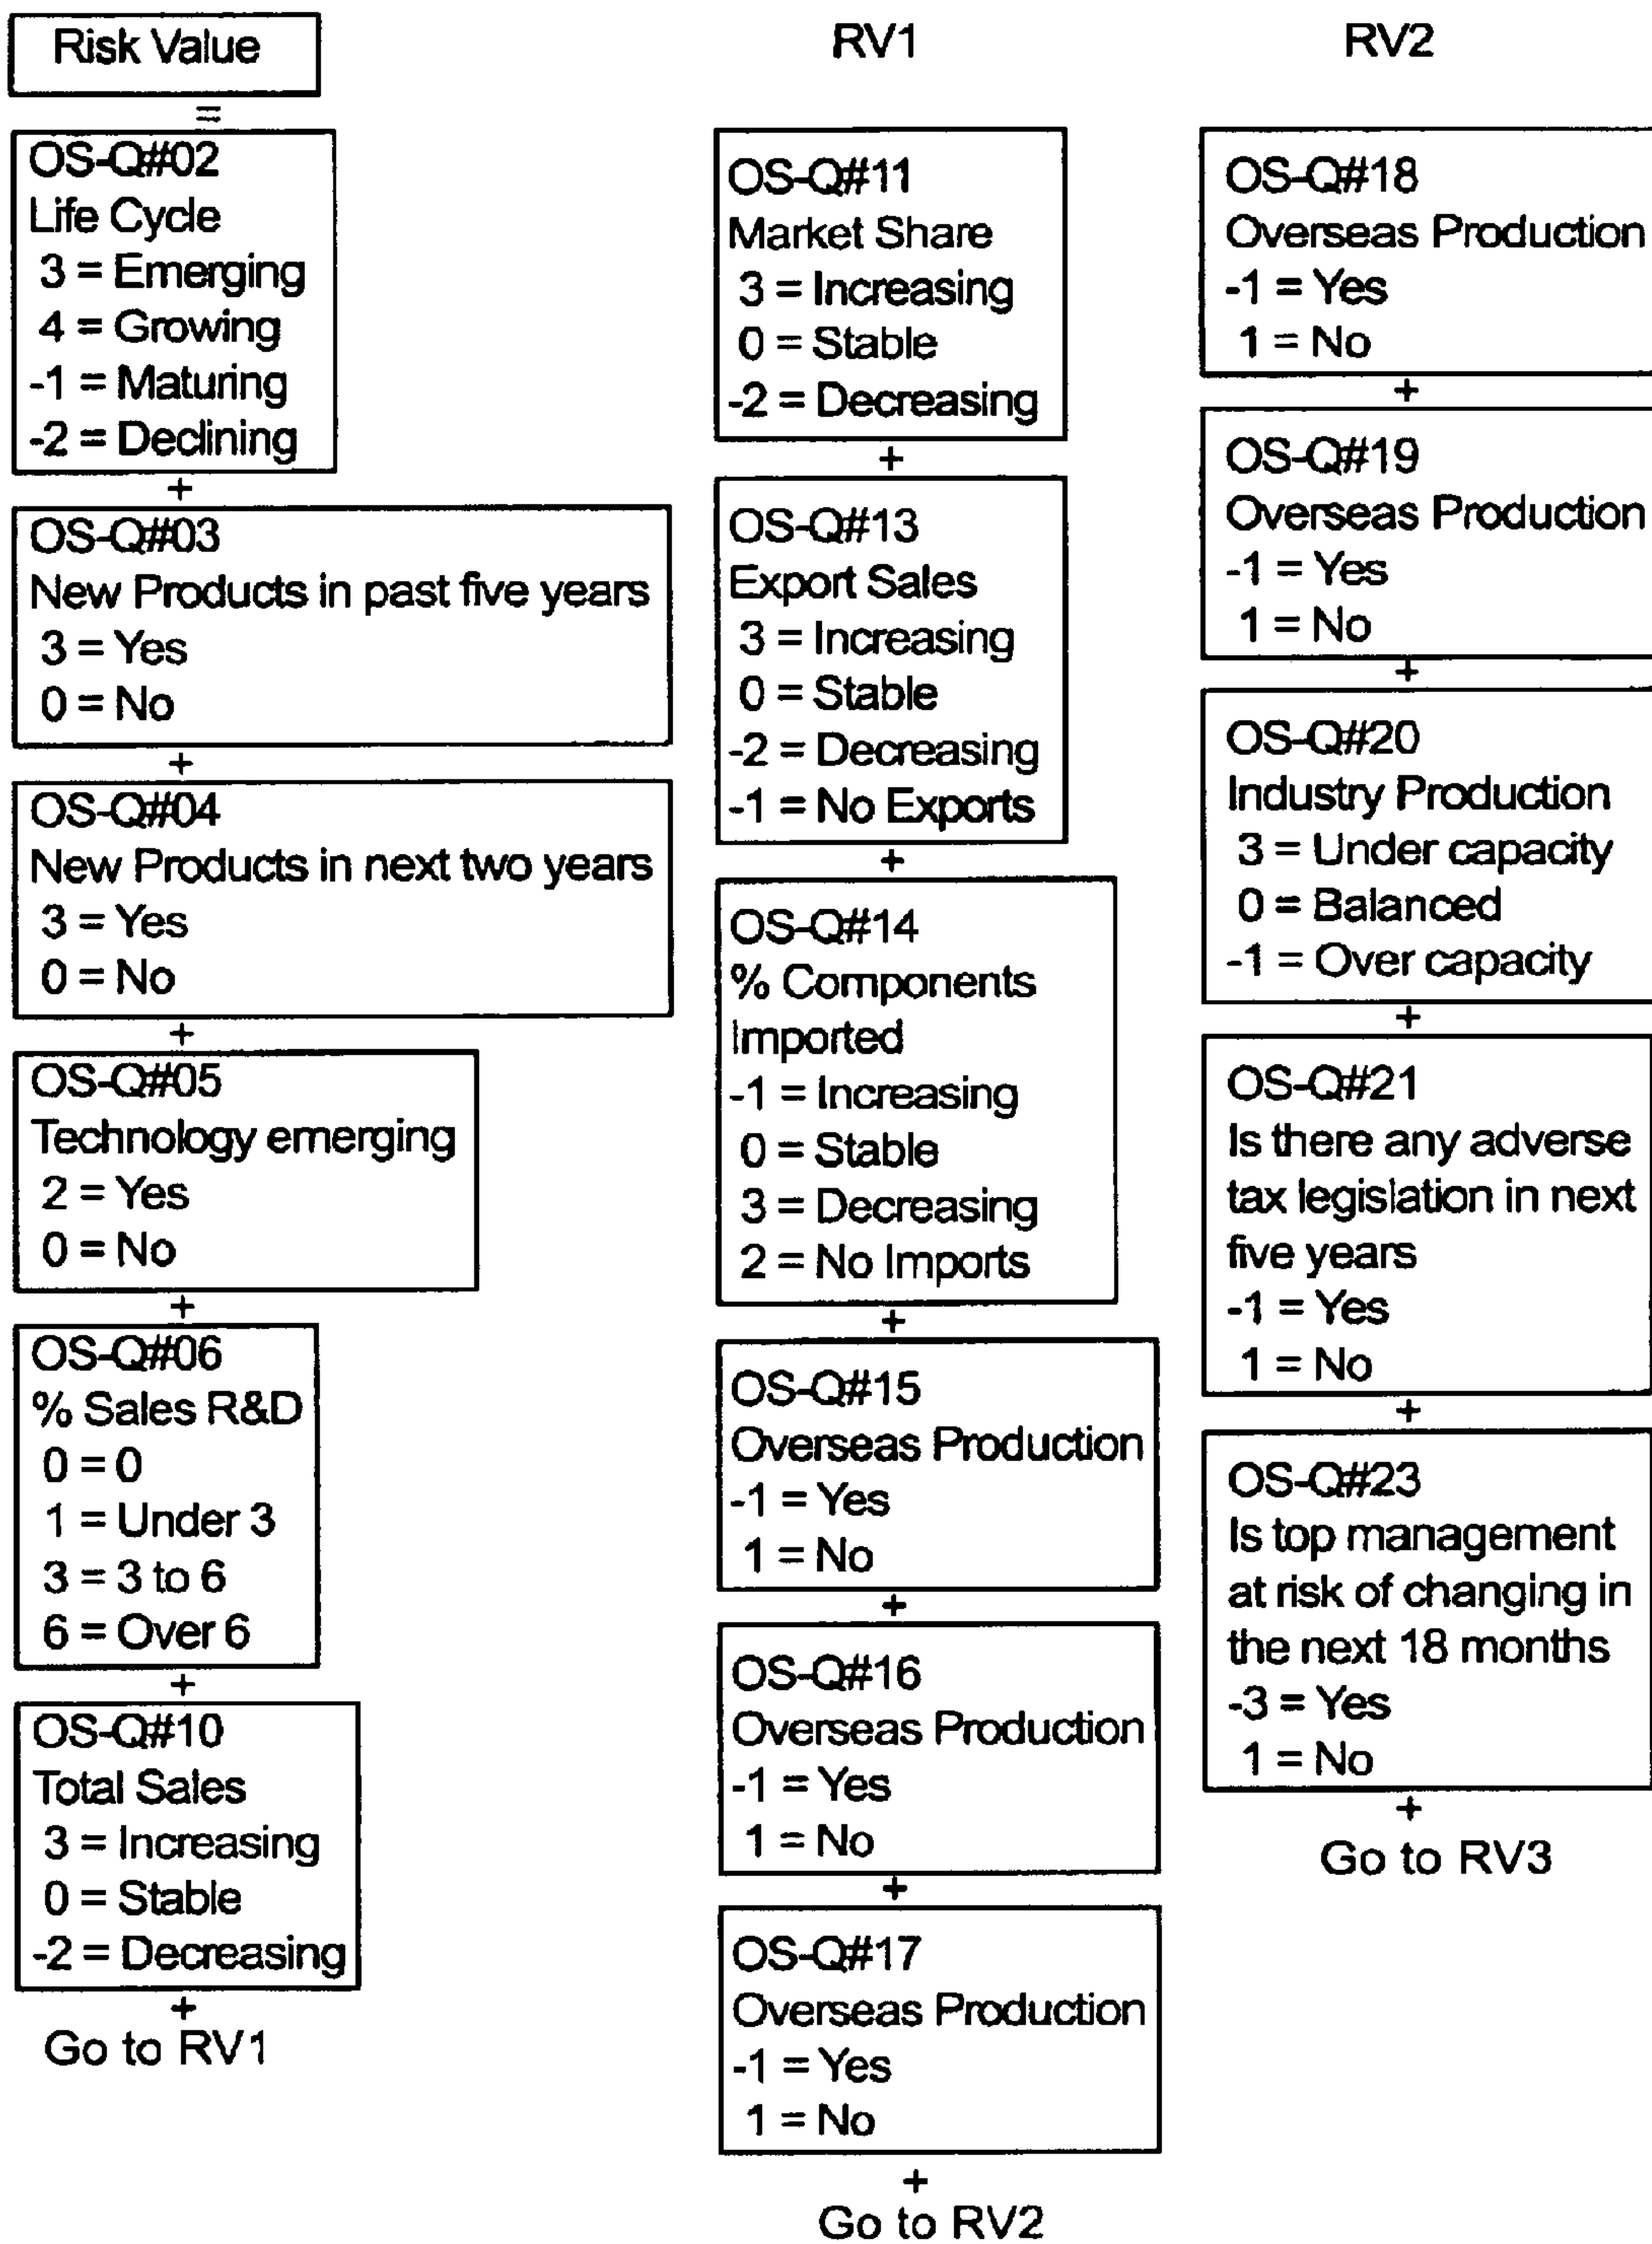 Risk Value
=
OS-Q#02
Life Cycle
3 = Emerging
4 = Growing
-1 = Maturing
-2 = Declining
+
OS-Q#03
New Products in past five years
3 = Yes
0 = No
+
OS-Q#04
New Products in next two years
3 = Yes
0 = No
+
OS-Q#05
Technology emerging
2 = Yes
0 = No
+
OS-Q#06
% Sales R&D
0 = 0
1 = Under 3
3 = 3 to 6
6 = Over 6
+
OS-Q#10
Total Sales
3 = Increasing
0 = Stable
-2 = Decreasing
+
Go to RV1
RV1
OS-Q#11
Market Share
3 = Increasing
0 = Stable
-2 = Decreasing
+
OS-Q#13
Export Sales
3 = Increasing
0 = Stable
-2 = Decreasing
-1 = No Exports
+
OS-Q#14
% Components
Imported
-1 = Increasing
0 = Stable
3 = Decreasing
2 = No Imports
+
OS-Q#15
Overseas Production
-1 = Yes
1 = No
+
OS-Q#16
Overseas Production
-1 = Yes
1 = No
+
OS-Q#17
Overseas Production
-1 = Yes
1 = No
+
Go to RV2
RV2
OS-Q#18
Overseas Production
-1 = Yes
1 = No
+
OS-Q#19
Overseas Production
-1 = Yes
1 = No
+
OS-Q#20
Industry Production
3 = Under capacity
0 = Balanced
-1 = Over capacity
+
OS-Q#21
Is there any adverse
tax legislation in next
five years
-1 = Yes
1 = No
+
OS-Q#23
Is top management
at risk of changing in
the next 18 months
-3 = Yes
1 = No
+
Go to RV3